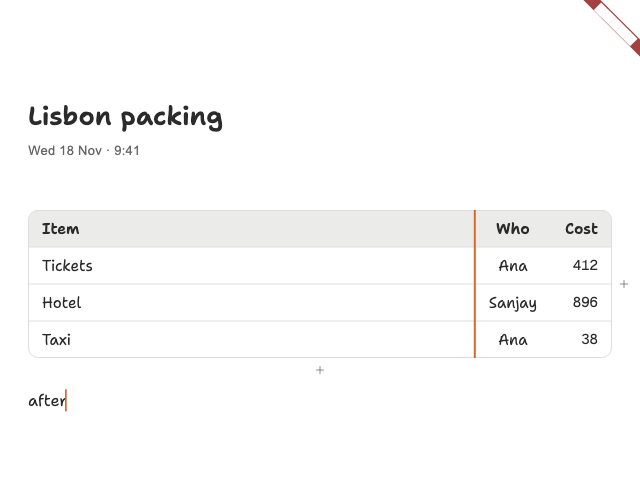 Lisbon packing
Wed 18 Nov · 9:41
Item Who Cost
Tickets Ana 412
Hotel Sanjay 896
Taxi Ana 38
after